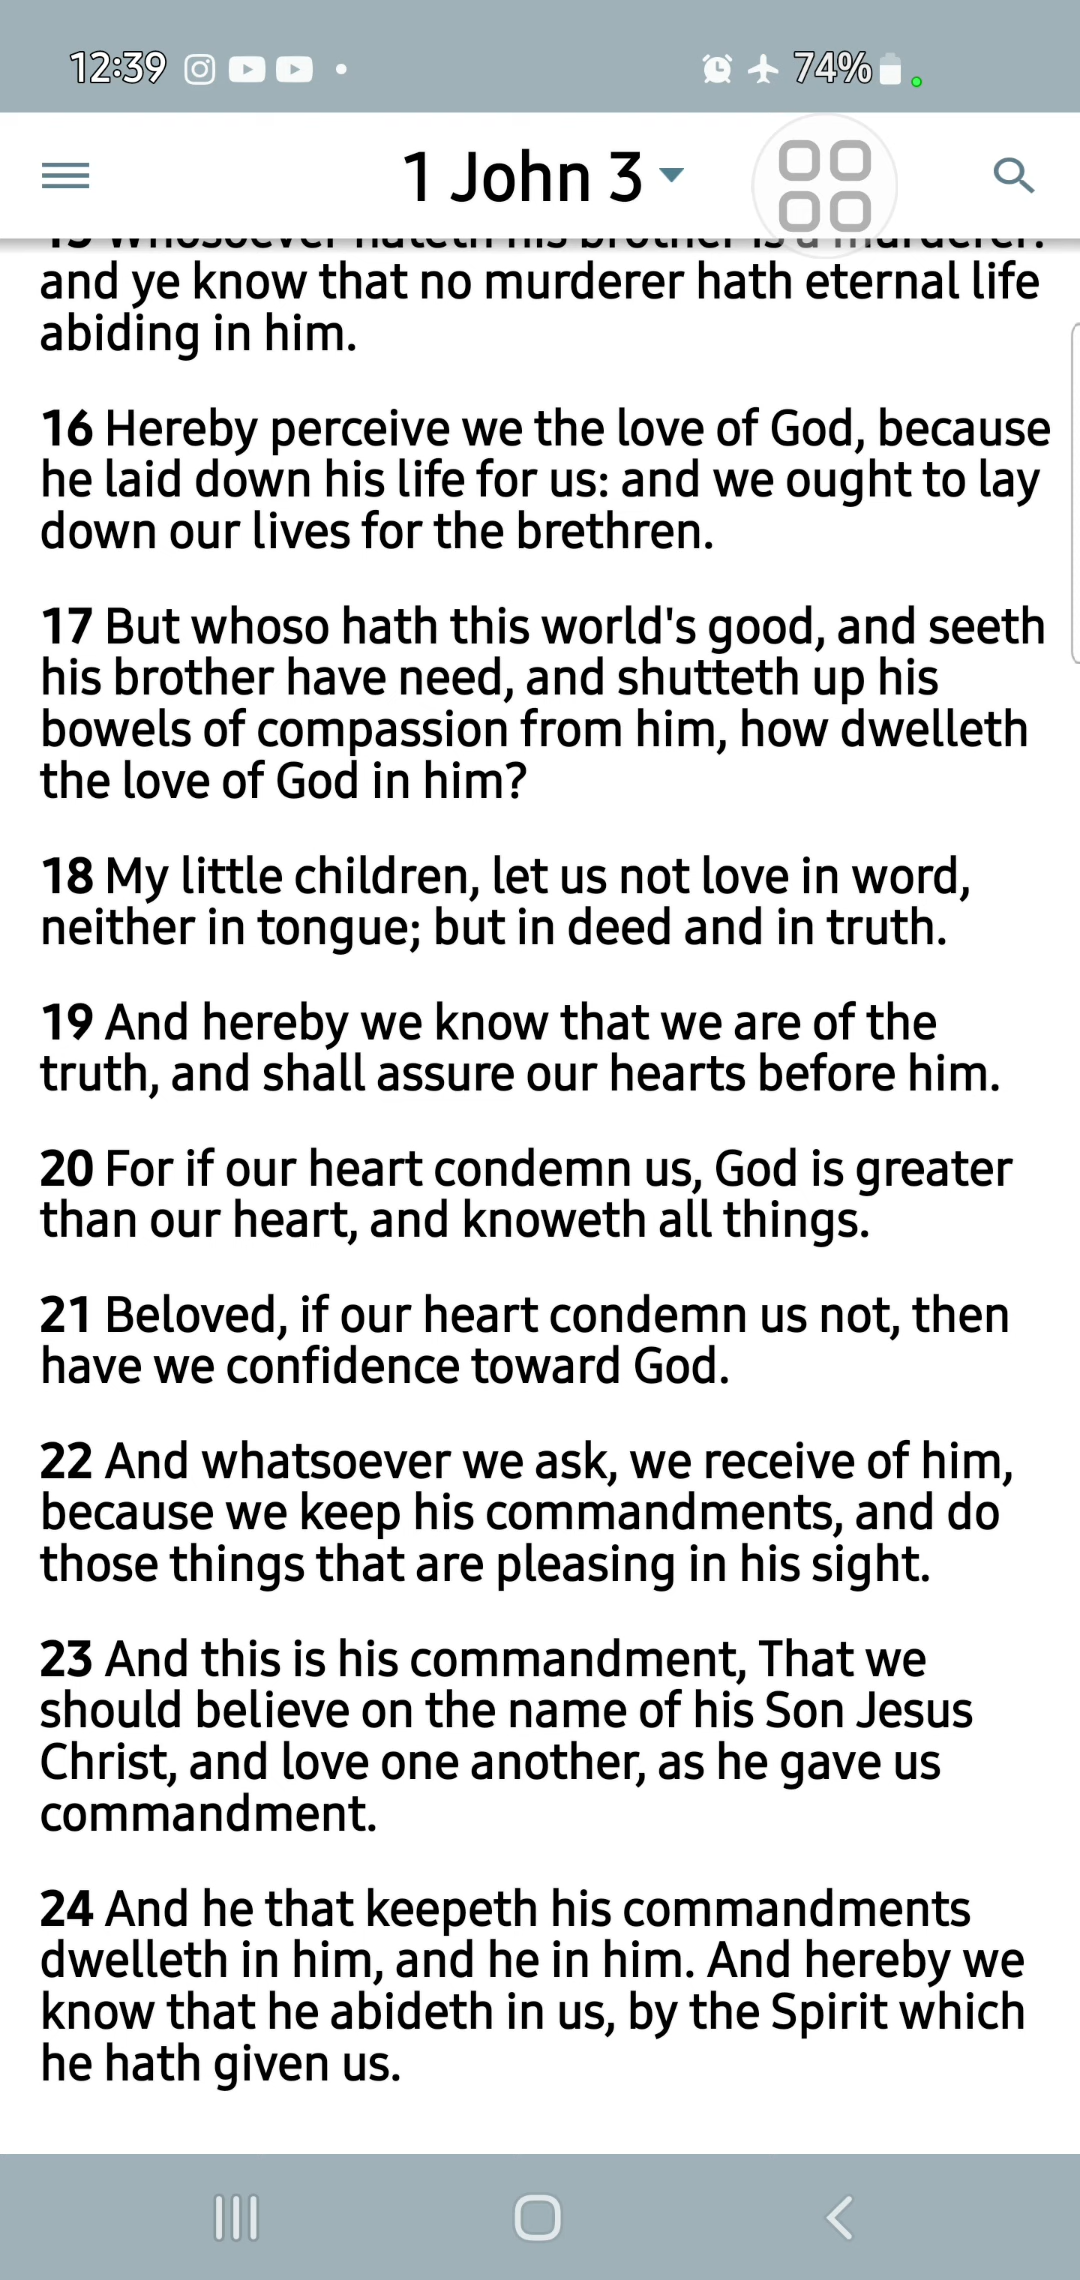 12:39
74%
1 John 3
15 Whosoever hateth his brother is a murderer:
and ye know that no murderer hath eternal life
abiding in him.
16 Hereby perceive we the love of God, because
he laid down his life for us: and we ought to lay
down our lives for the brethren.
17 But whoso hath this world's good, and seeth
his brother have need, and shutteth up his
bowels of compassion from him, how dwelleth
the love of God in him?
18 My little children, let us not love in word,
neither in tongue; but in deed and in truth.
19 And hereby we know that we are of the
truth, and shall assure our hearts before him.
20 For if our heart condemn us, God is greater
than our heart, and knoweth all things.
21 Beloved, if our heart condemn us not, then
have we confidence toward God.
22 And whatsoever we ask, we receive of him,
because we keep his commandments, and do
those things that are pleasing in his sight.
23 And this is his commandment, That we
should believe on the name of his Son Jesus
Christ, and love one another, as he gave us
commandment.
24 And he that keepeth his commandments
dwelleth in him, and he in him. And hereby we
know that he abideth in us, by the Spirit which
he hath given us.